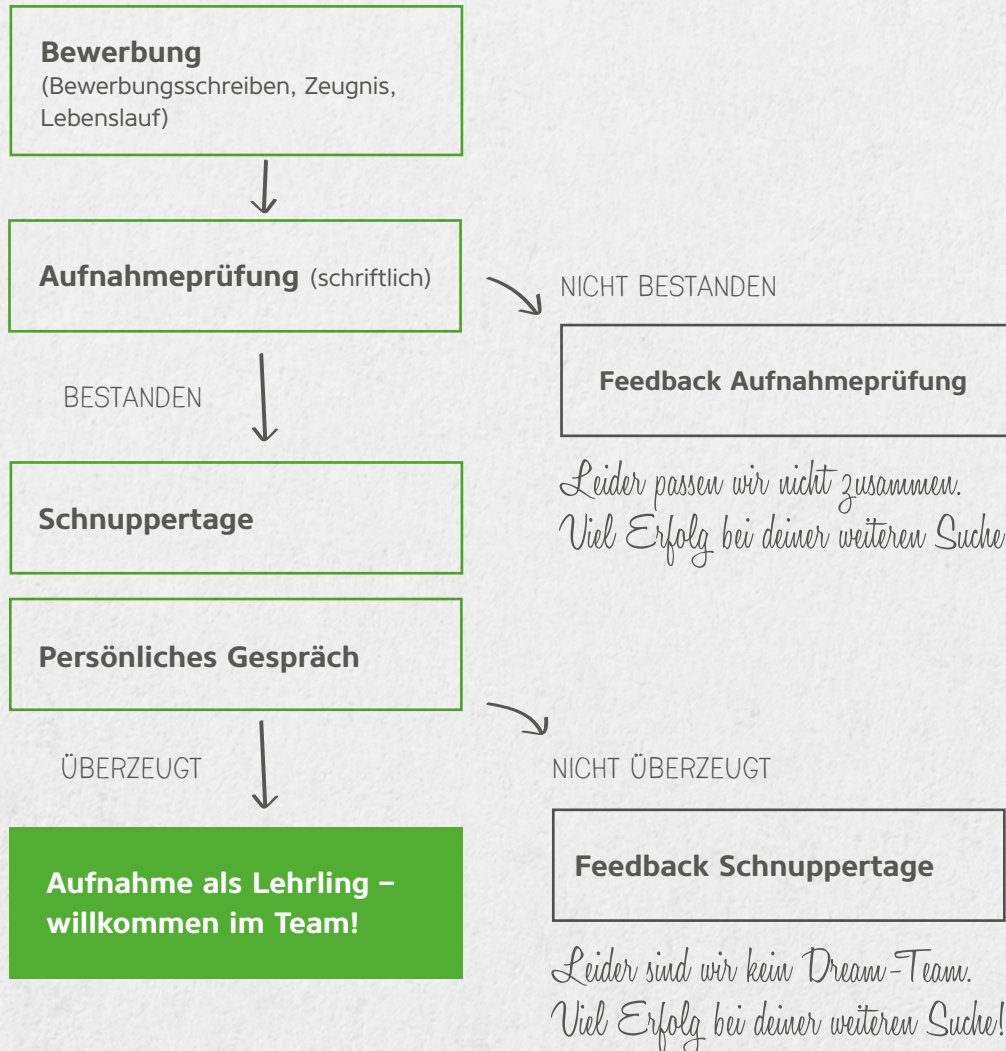 Bewerbung
(Bewerbungsschreiben, Zeugnis,
Lebenslauf)
Aufnahmeprüfung (schriftlich)
NICHT BESTANDEN
Feedback Aufnahmeprüfung
BESTANDEN
Leider passen wir nicht zusammen.
Viel Erfolg bei deiner weiteren Suche
Schnuppertage
Persönliches Gespräch
ÜBERZEUGT
NICHT ÜBERZEUGT
Aufnahme als Lehrling –
willkommen im Team!
Feedback Schnuppertage
Leider sind wir kein Dream-Team.
Viel Erfolg bei deiner weiteren Suche!